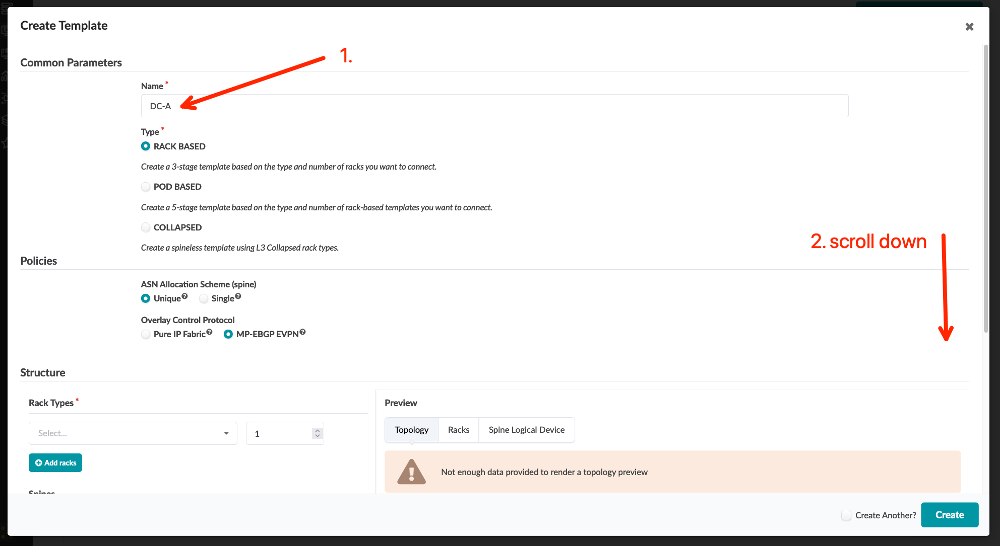 Create Template
Common Parameters
1.
Name *
DC-A
Type *
RACK BASED
Create a 3-stage template based on the type and number of racks you want to connect.
POD BASED
Create a 5-stage template based on the type and number of rack-based templates you want to connect.
COLLAPSED
Create a spineless template using L3 Collapsed rack types.
2. scroll down
Policies
ASN Allocation Scheme (spine)
Unique Single
Overlay Control Protocol
Pure IP Fabric MP-EBGP EVPN
Structure
Rack Types *
Select...
1
Add racks
Spines
Preview
Topology Racks Spine Logical Device
Not enough data provided to render a topology preview
Create Another? Create